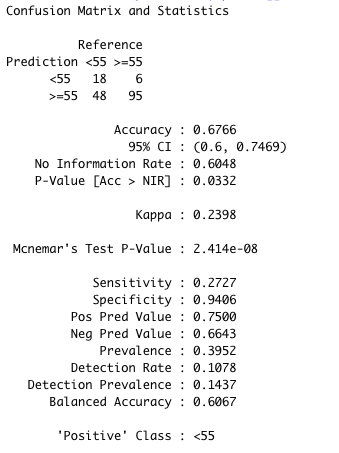 Confusion Matrix and Statistics
Reference
Prediction <55 >=55
<55 18 6
>=55 48 95
Accuracy : 0.6766
95% CI : (0.6, 0.7469)
No Information Rate : 0.6048
P-Value [Acc > NIR] : 0.0332
Kappa : 0.2398
Mcnemar's Test P-Value : 2.414e-08
Sensitivity : 0.2727
Specificity : 0.9406
Pos Pred Value : 0.7500
Neg Pred Value : 0.6643
Prevalence : 0.3952
Detection Rate : 0.1078
Detection Prevalence : 0.1437
Balanced Accuracy : 0.6067
'Positive' Class : <55